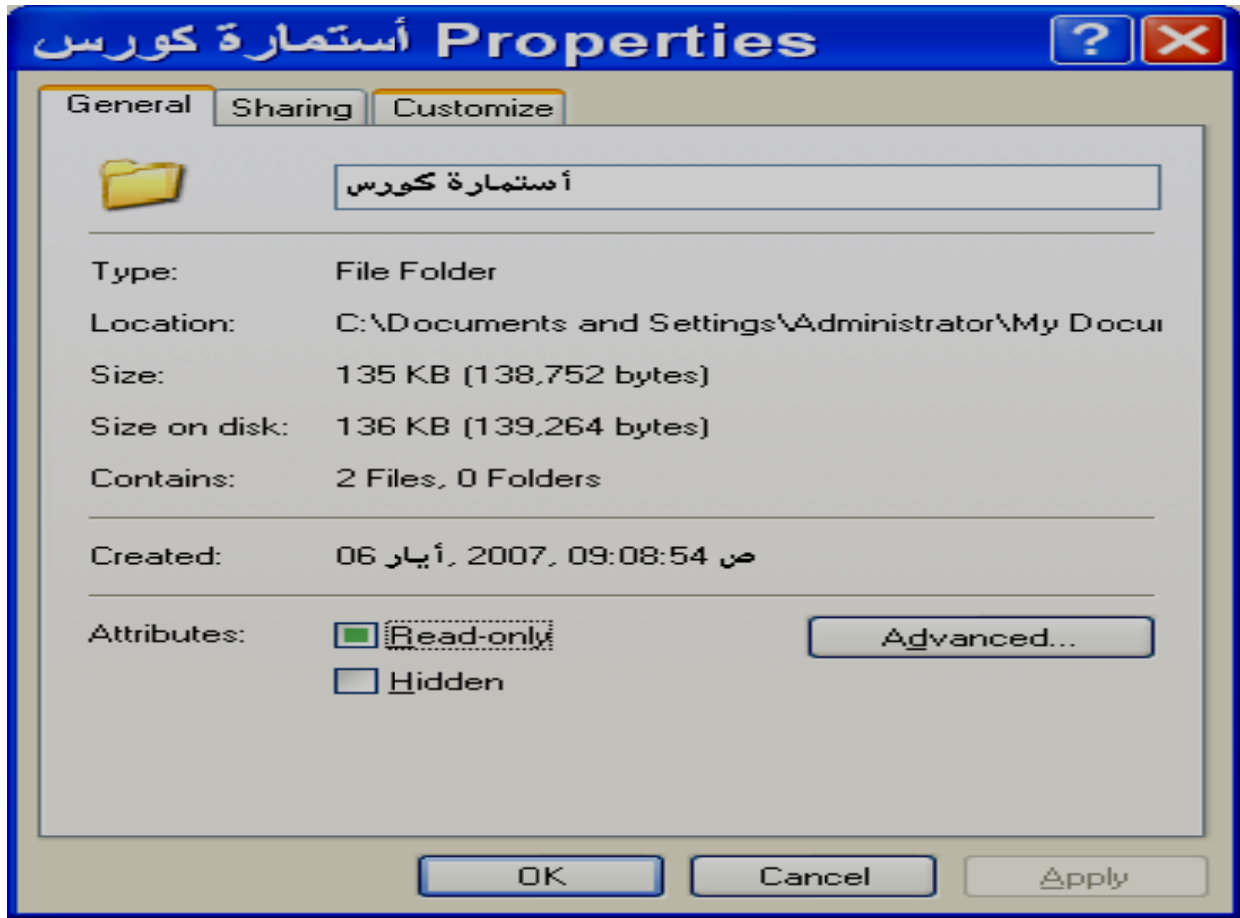 أستمارة كورس Properties
General Sharing Customize
أستمارة كورس
Type: File Folder
Location: C:\Documents and Settings\Administrator\My Docu
Size: 135 KB (138,752 bytes)
Size on disk: 136 KB (139,264 bytes)
Contains: 2 Files, 0 Folders
Created: 06 أيار, 2007, 09:08:54 ص
Attributes: Read-only Advanced...
Hidden
OK Cancel Apply